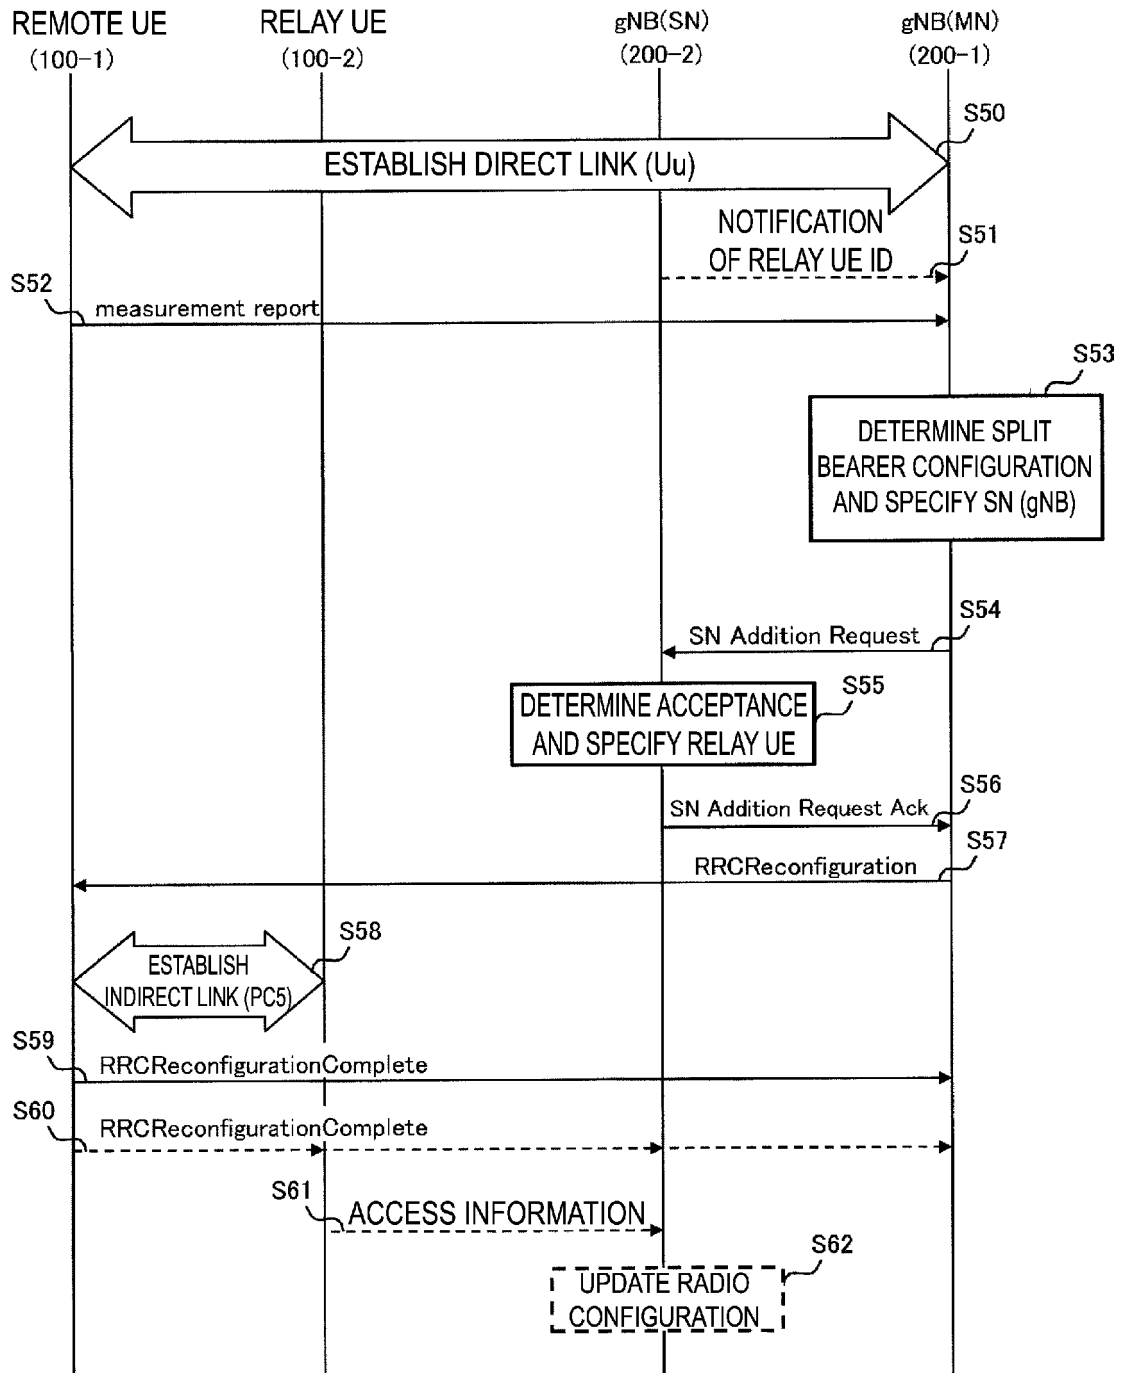 REMOTE UE
(100-1)
RELAY UE
(100-2)
gNB(SN)
(200-2)
gNB(MN)
(200-1)
S50
ESTABLISH DIRECT LINK (Uu)
NOTIFICATION
OF RELAY UE ID
S51
S52
measurement report
S53
DETERMINE SPLIT
BEARER CONFIGURATION
AND SPECIFY SN (gNB)
S54
SN Addition Request
S55
DETERMINE ACCEPTANCE
AND SPECIFY RELAY UE
S56
SN Addition Request Ack
S57
RRCReconfiguration
S58
ESTABLISH
INDIRECT LINK (PC5)
S59
RRCReconfigurationComplete
S60
RRCReconfigurationComplete
S61
ACCESS INFORMATION
S62
UPDATE RADIO
CONFIGURATION